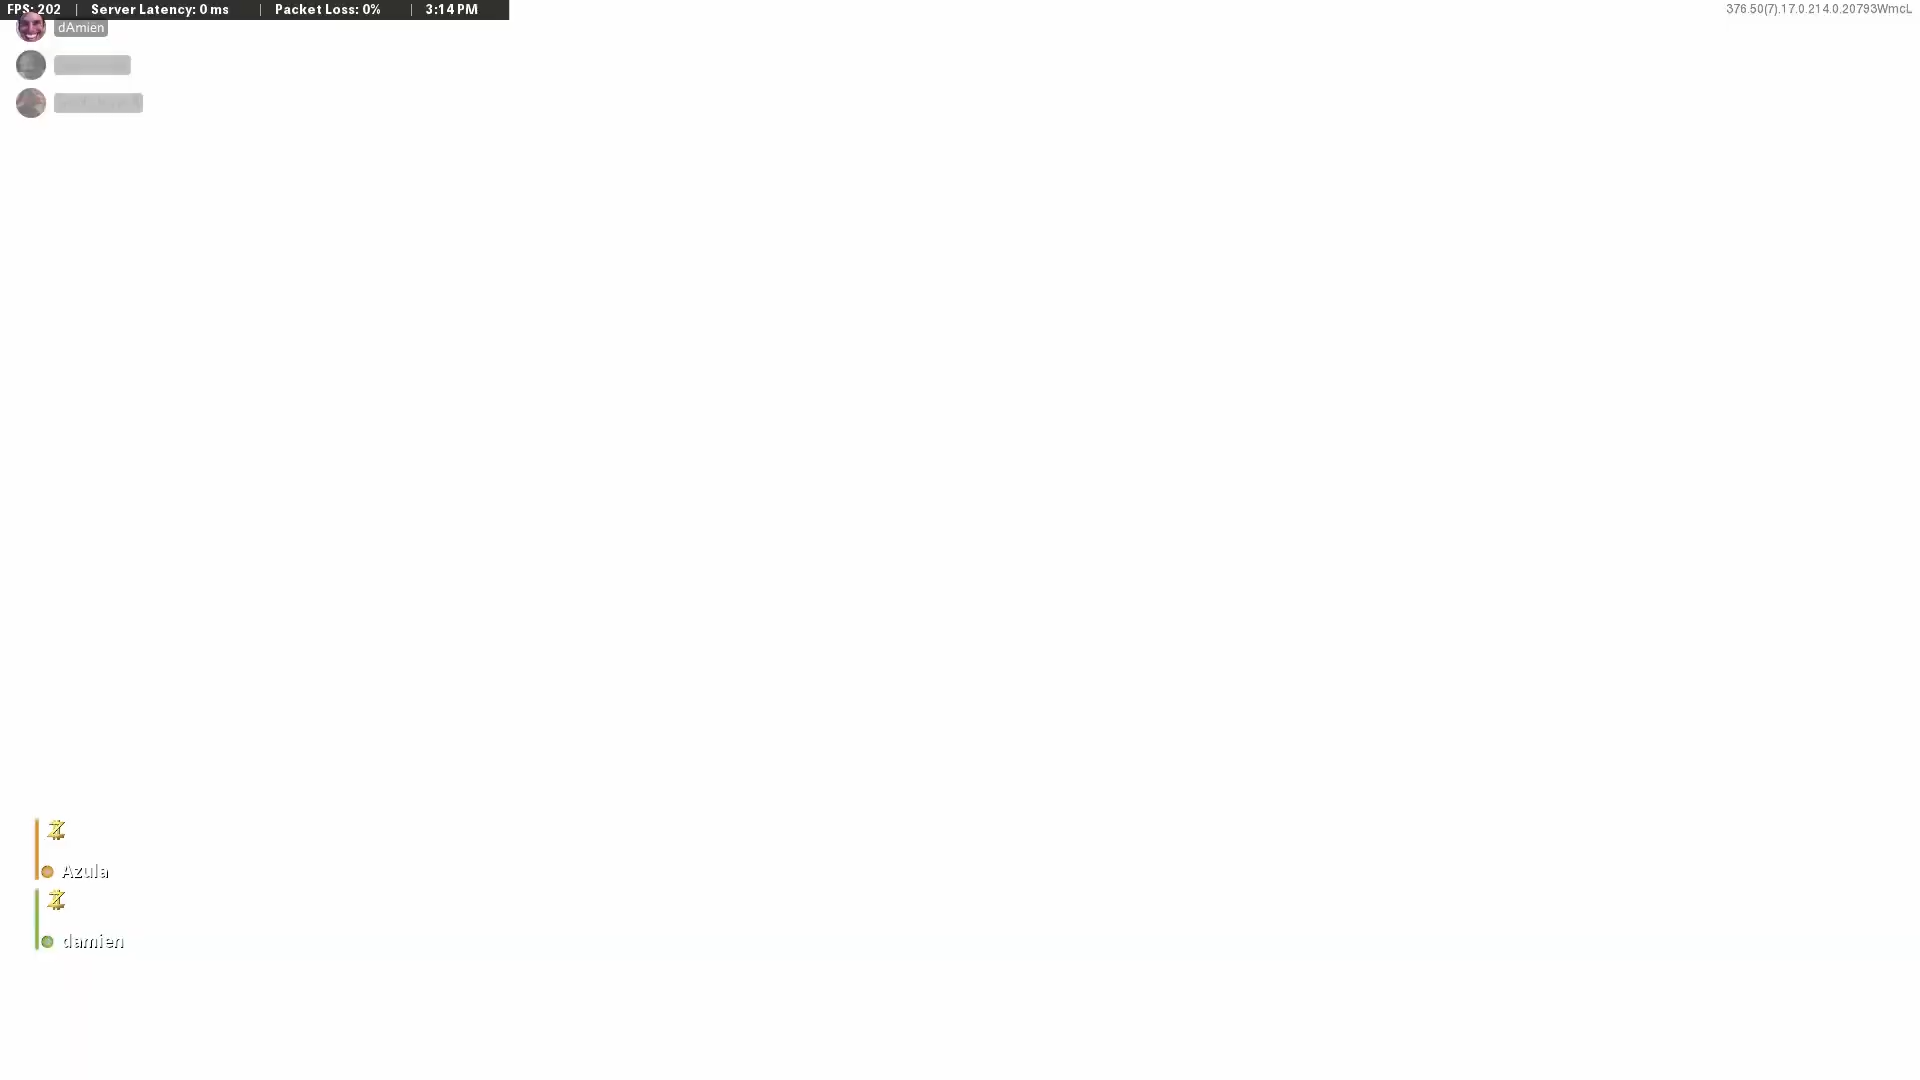 FPS: 202 | Server Latency: 0 ms | Packet Loss: 0% | 3:14 PM
376.50(7).17.0.214.0.20793WmcL
dAmien
Azula
damien